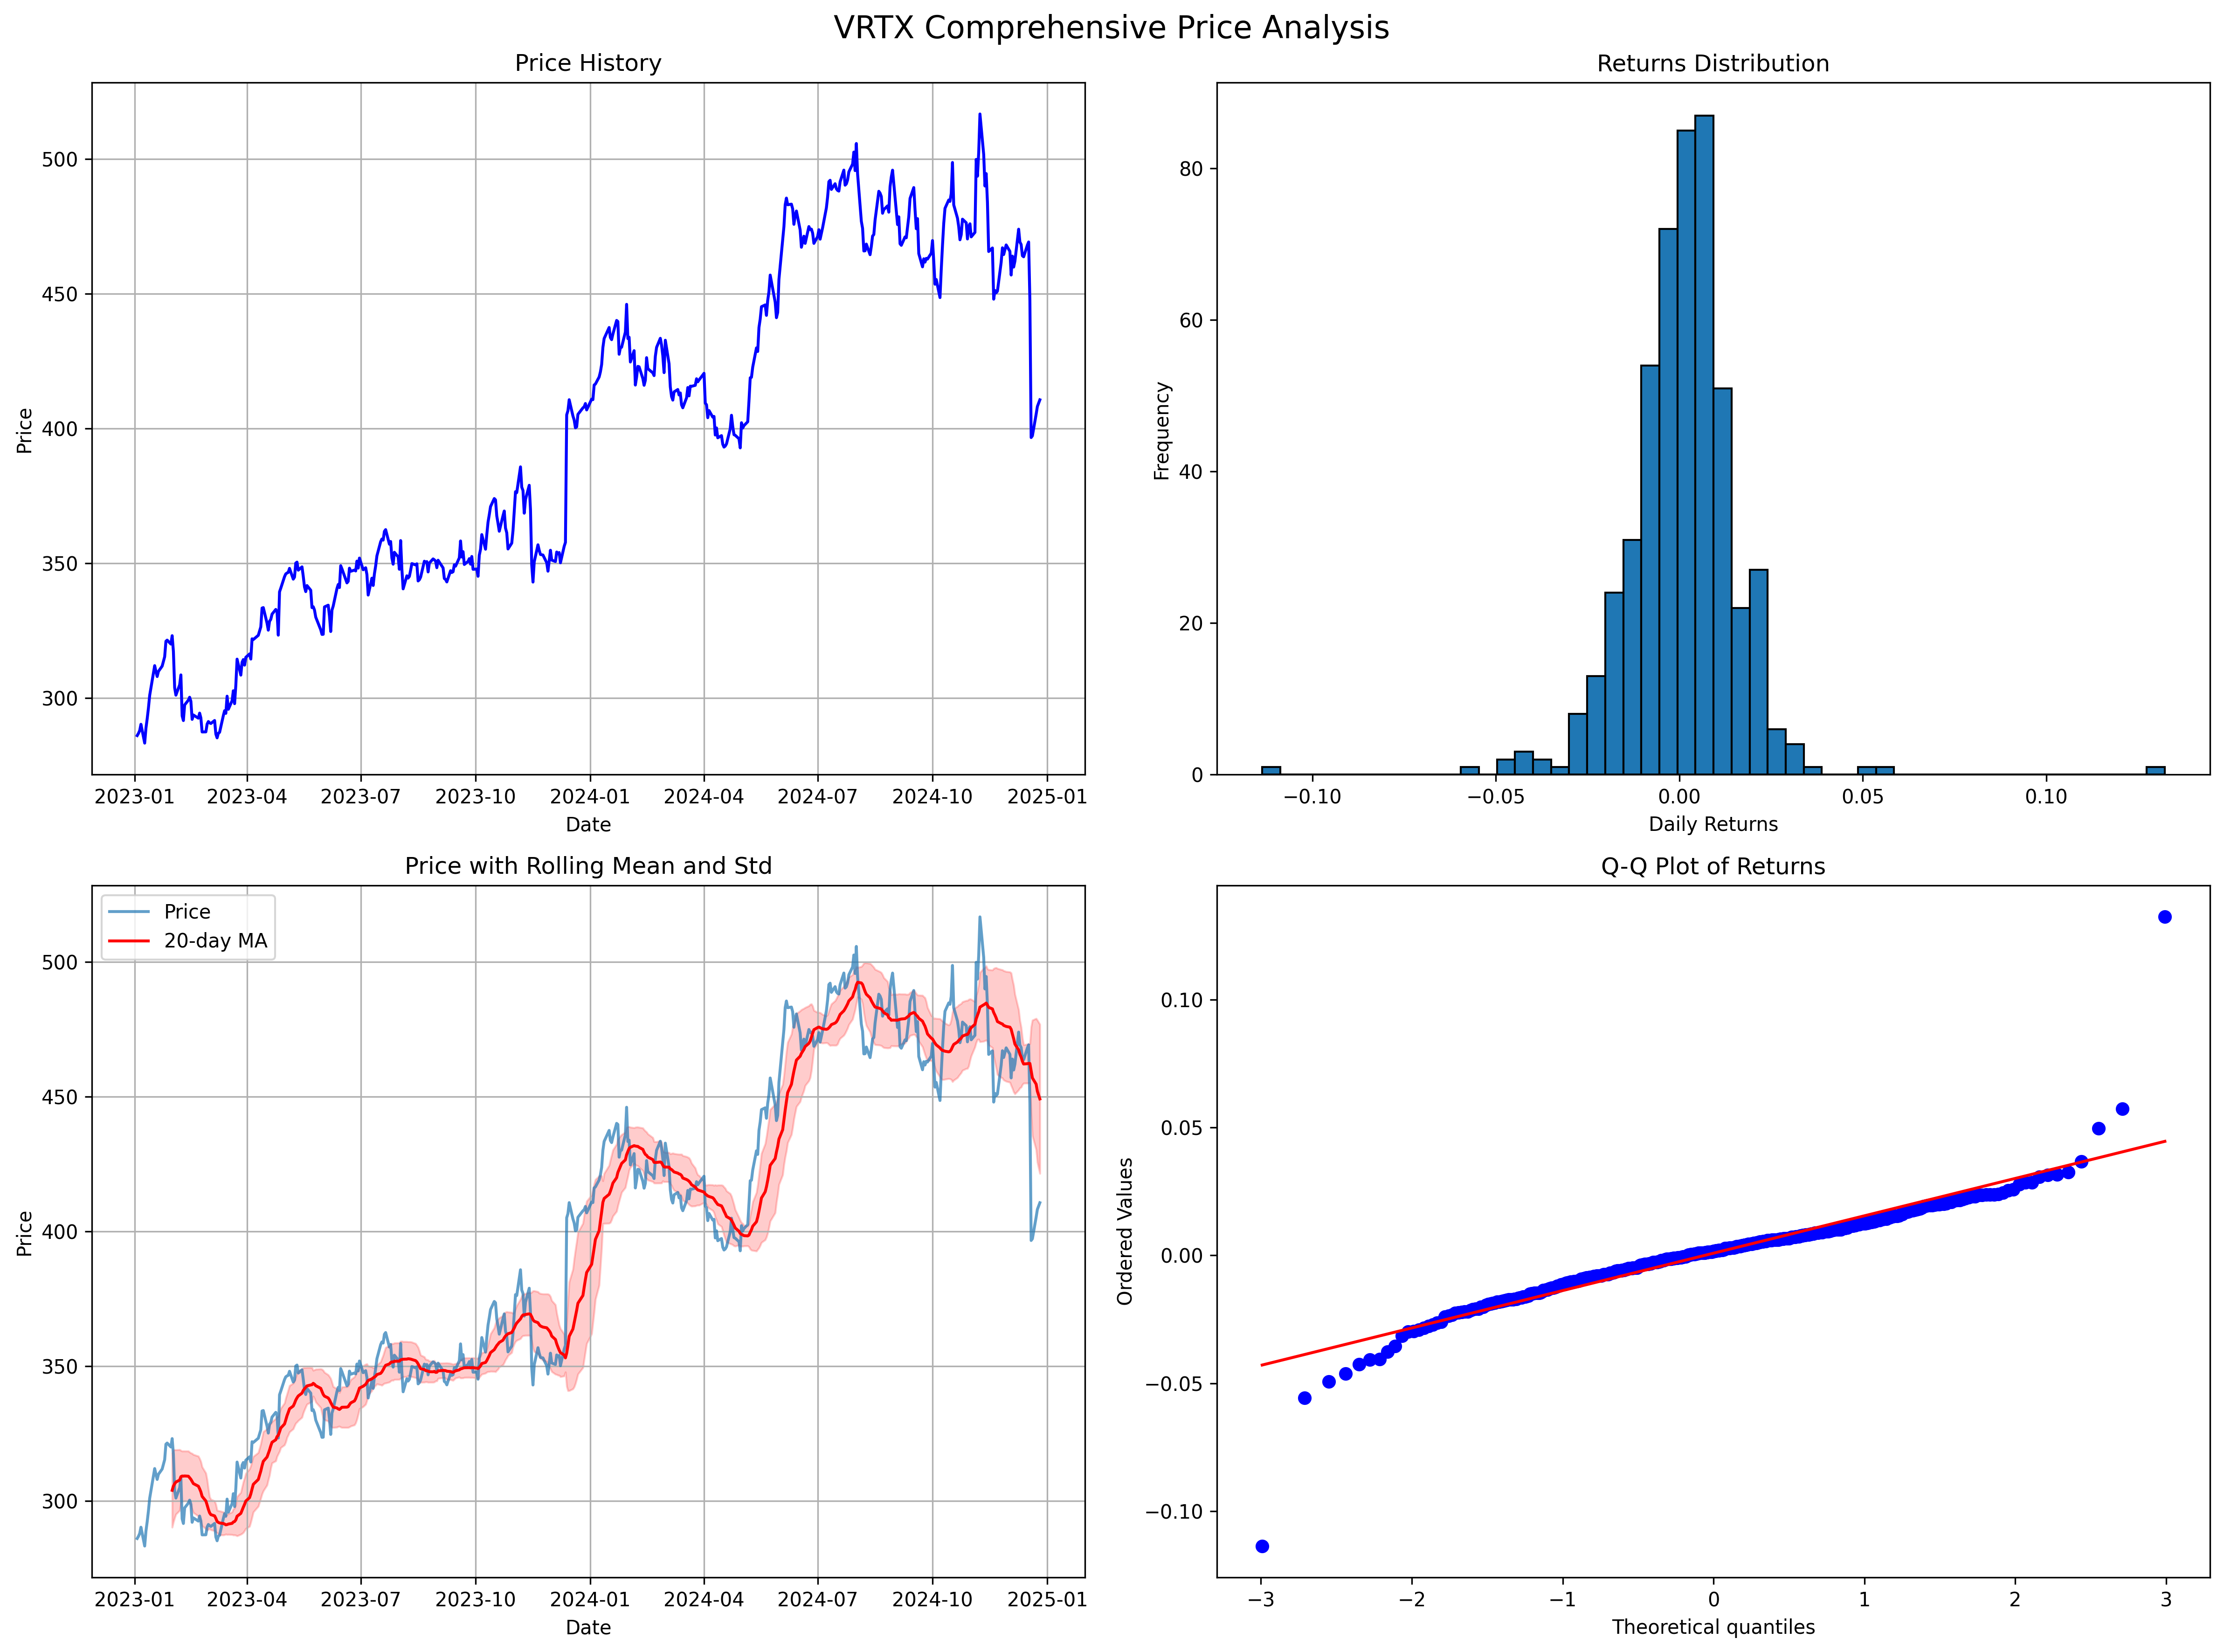 VRTX Comprehensive Price Analysis
Price History
500
450
400
350
300
Price
2023-01 2023-04 2023-07 2023-10 2024-01 2024-04 2024-07 2024-10 2025-01
Date
Returns Distribution
80
60
40
20
0
Frequency
−0.10 −0.05 0.00 0.05 0.10
Daily Returns
Price with Rolling Mean and Std
Price
20-day MA
500
450
400
350
300
Price
2023-01 2023-04 2023-07 2023-10 2024-01 2024-04 2024-07 2024-10 2025-01
Date
Q-Q Plot of Returns
0.10
0.05
0.00
−0.05
−0.10
Ordered Values
−3 −2 −1 0 1 2 3
Theoretical quantiles